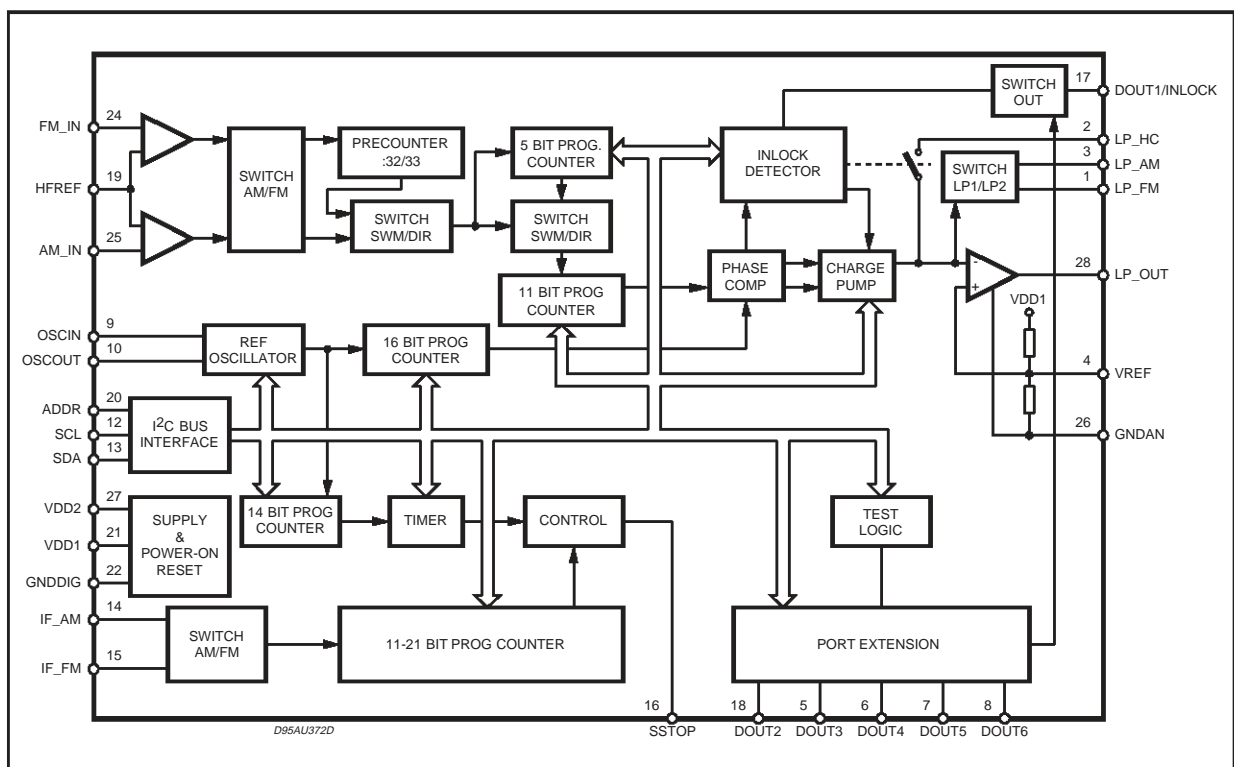 FM_IN
24
HFREF
19
AM_IN
25
SWITCH
AM/FM
PRECOUNTER
:32/33
SWITCH
SWM/DIR
5 BIT PROG.
COUNTER
SWITCH
SWM/DIR
11 BIT PROG
COUNTER
INLOCK
DETECTOR
PHASE
COMP
CHARGE
PUMP
SWITCH
OUT
17
DOUT1/INLOCK
2
LP_HC
3
LP_AM
1
LP_FM
SWITCH
LP1/LP2
-
+
28
LP_OUT
VDD1
4
VREF
26
GNDAN
OSCIN
9
OSCOUT
10
REF
OSCILLATOR
16 BIT PROG
COUNTER
ADDR
20
SCL
12
SDA
13
I2C BUS
INTERFACE
VDD2
27
VDD1
21
GNDDIG
22
SUPPLY
&
POWER-ON
RESET
14 BIT PROG
COUNTER
TIMER
CONTROL
TEST
LOGIC
IF_AM
14
IF_FM
15
SWITCH
AM/FM
11-21 BIT PROG COUNTER
PORT EXTENSION
16
SSTOP
18
DOUT2
5
DOUT3
6
DOUT4
7
DOUT5
8
DOUT6
D95AU372D